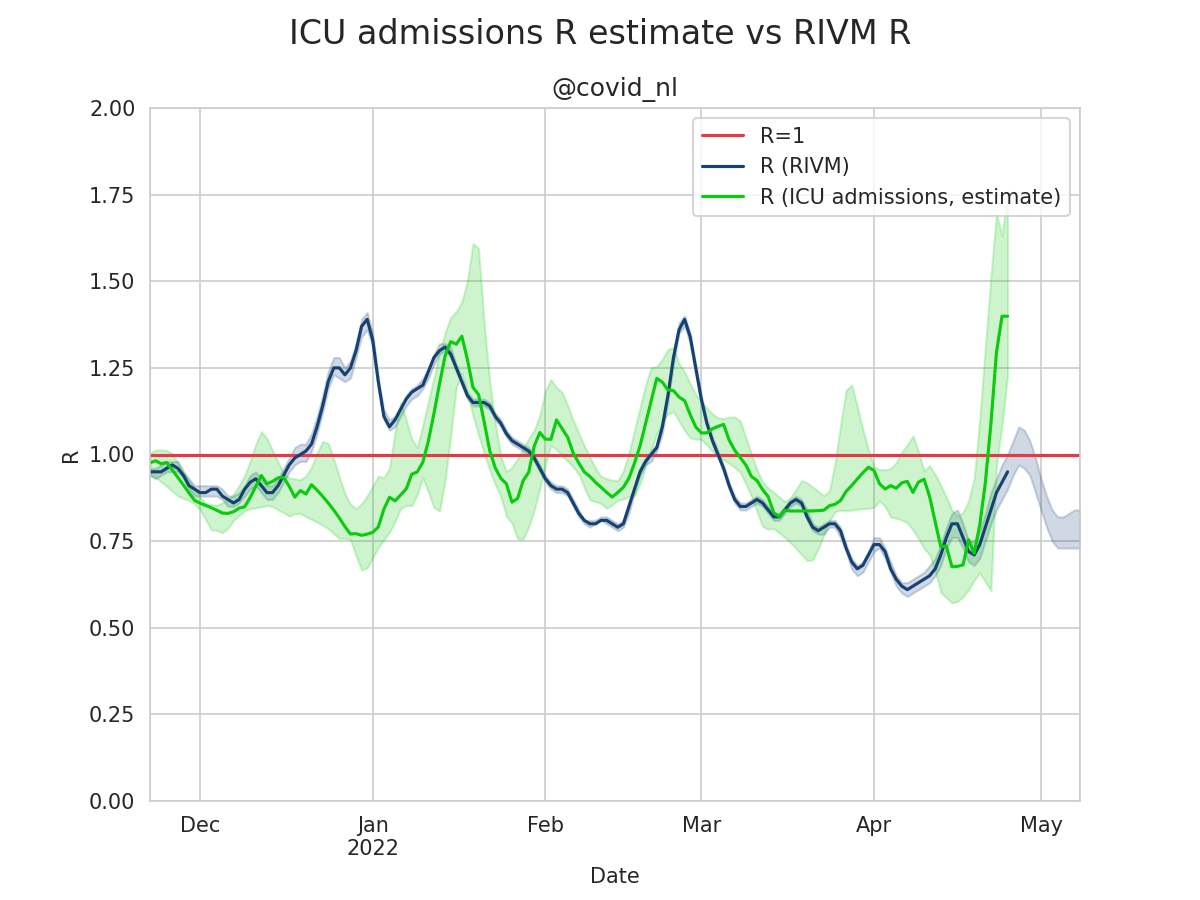 ICU admissions R estimate vs RIVM R
@covid_nl
2.00
1.75
1.50
1.25
1.00
0.75
0.50
0.25
0.00
R
R=1
R (RIVM)
R (ICU admissions, estimate)
Dec
Jan
2022
Feb
Mar
Apr
May
Date